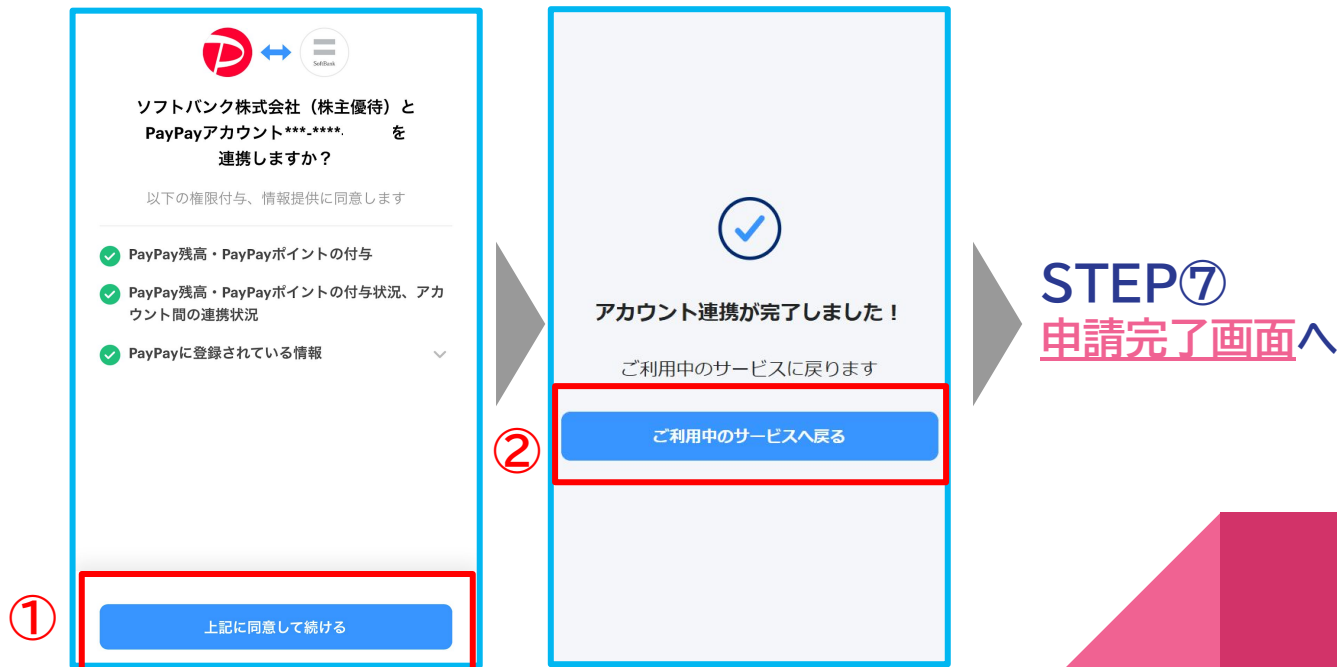 SoftBank
ソフトバンク株式会社（株主優待）と
PayPayアカウント***-****- を
連携しますか？
以下の権限付与、情報提供に同意します
PayPay残高・PayPayポイントの付与
PayPay残高・PayPayポイントの付与状況、アカ
ウント間の連携状況
PayPayに登録されている情報
①
上記に同意して続ける
アカウント連携が完了しました！
ご利用中のサービスに戻ります
②
ご利用中のサービスへ戻る
STEP⑦
申請完了画面へ